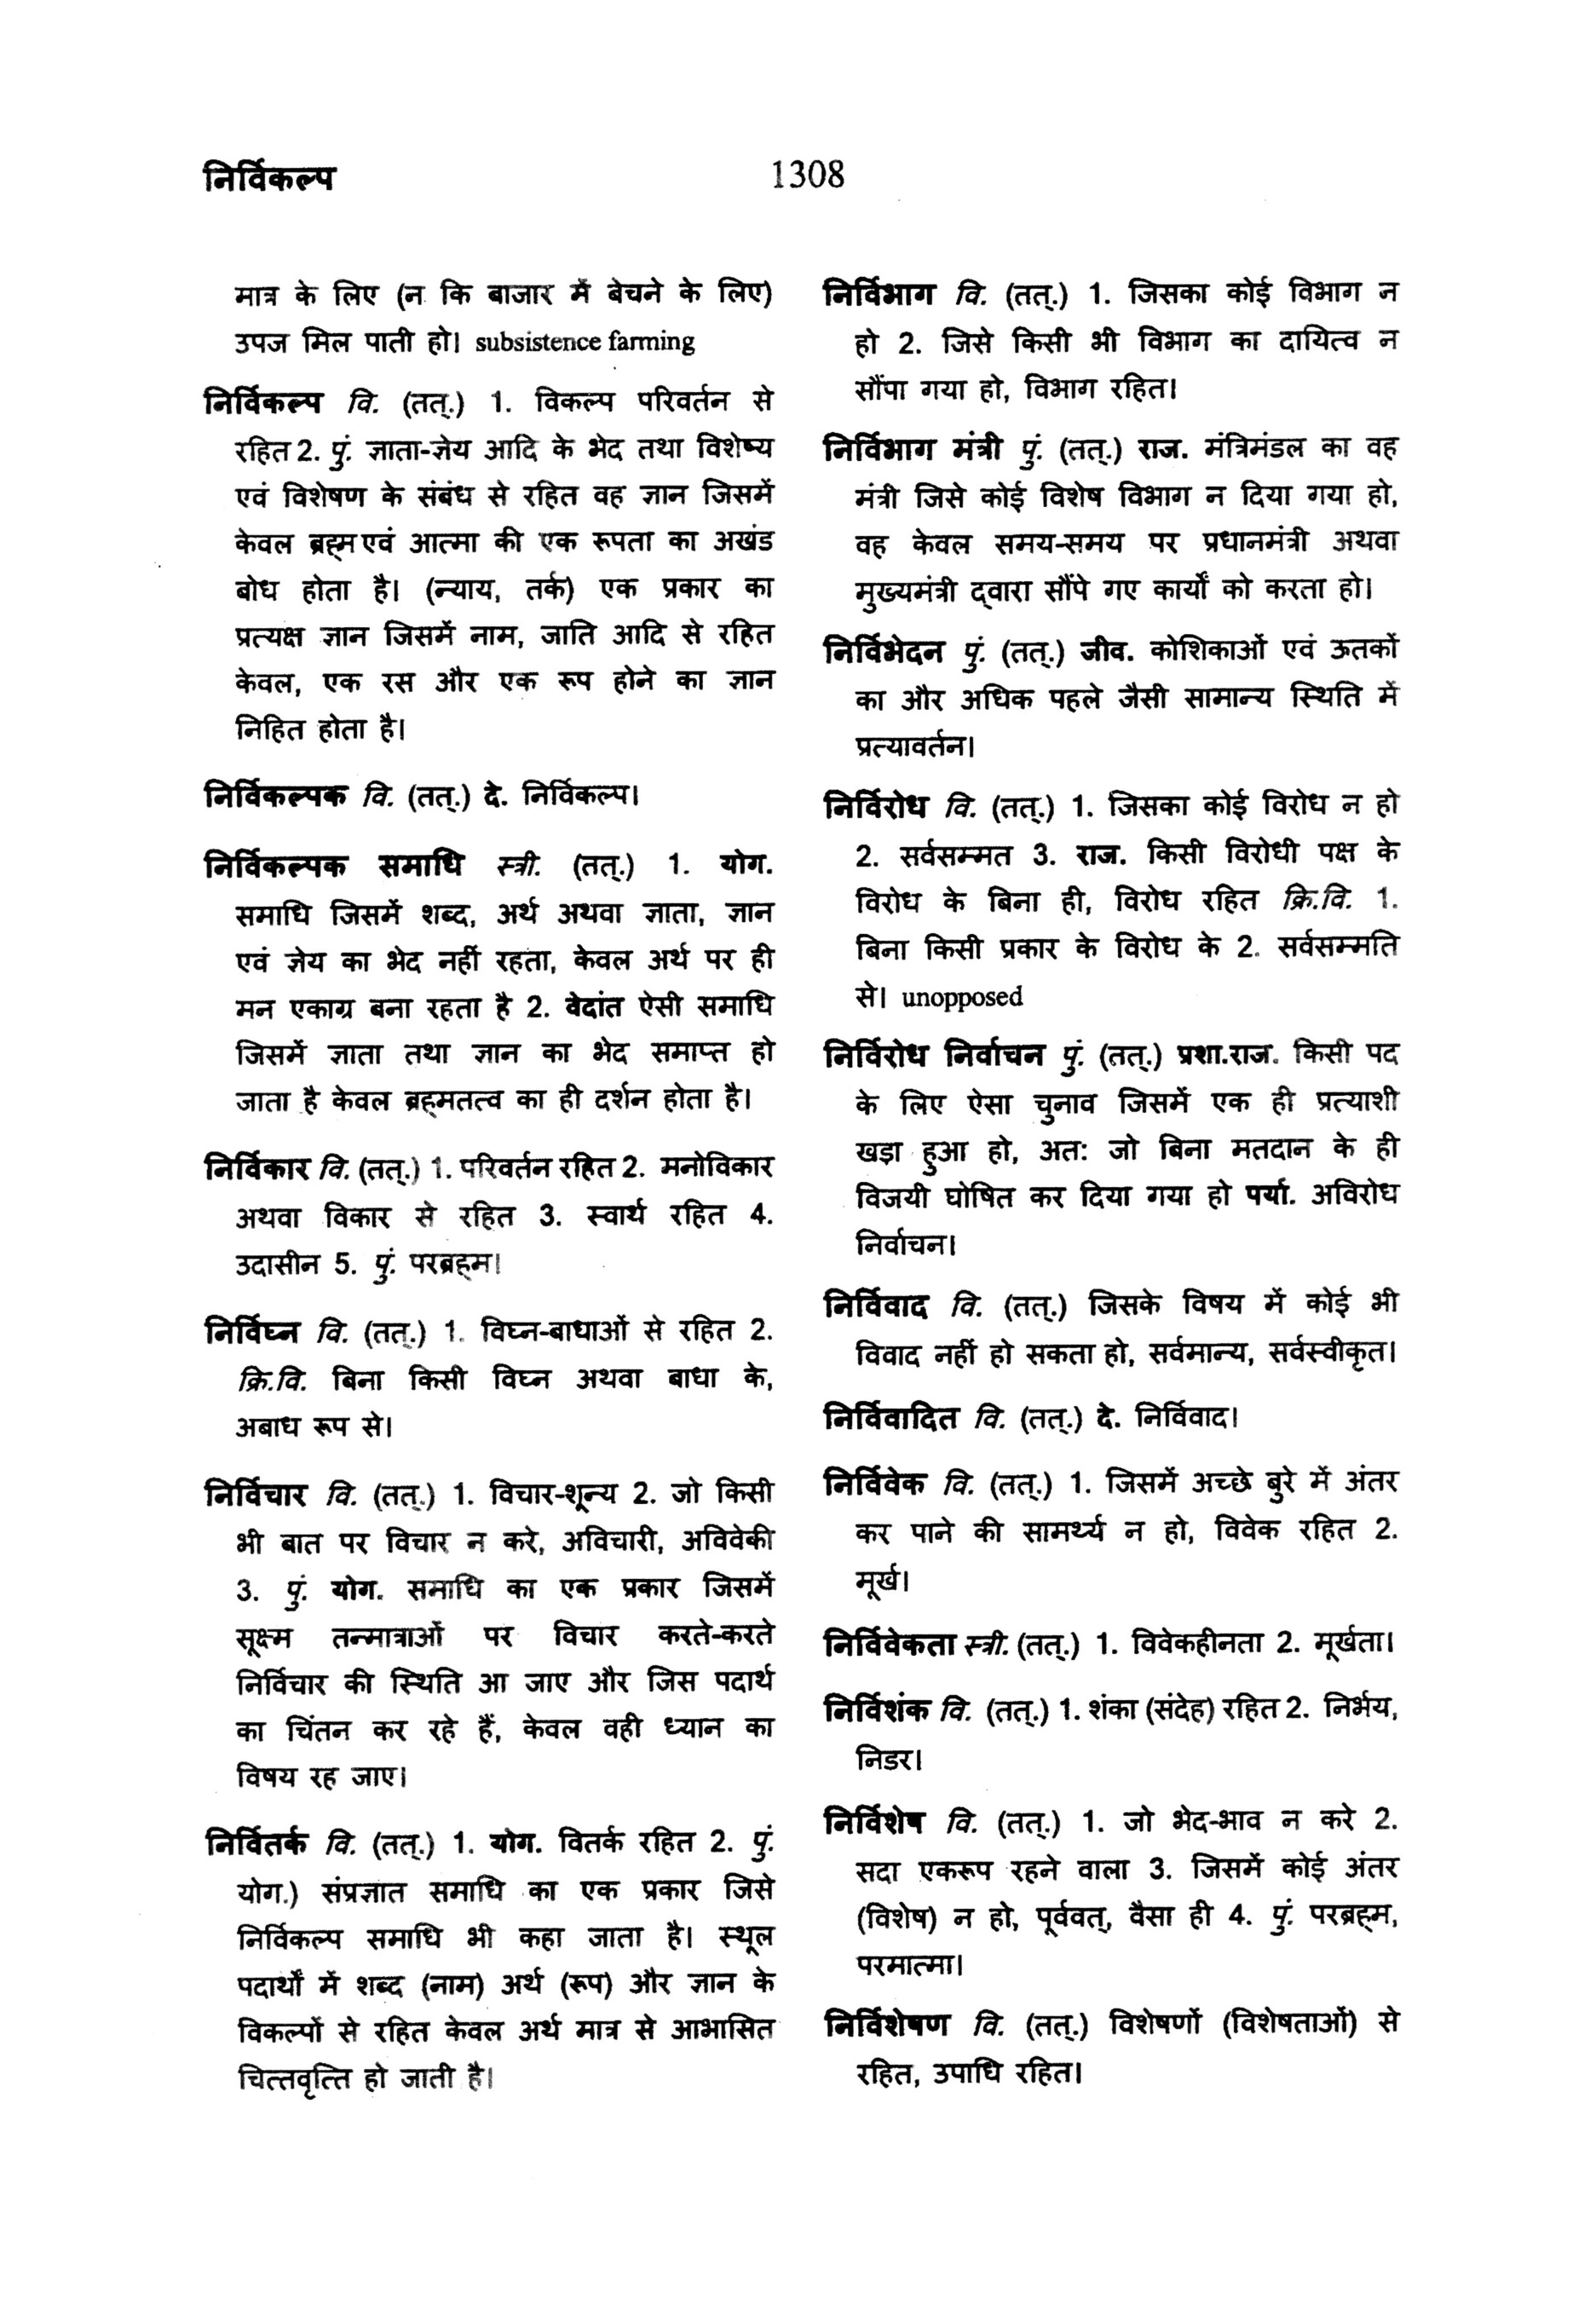 निर्विकल्प
1308
मात्र के लिए (न कि बाजार में बेचने के लिए)
उपज मिल पाती हो। subsistence farming
निर्विकल्प वि. (तत्.) 1. विकल्प परिवर्तन से
रहित 2. पुं. ज्ञाता-ज्ञेय आदि के भेद तथा विशेष्य
एवं विशेषण के संबंध से रहित वह ज्ञान जिसमें
केवल ब्रह्म एवं आत्मा की एक रूपता का अखंड
बोध होता है। (न्याय, तर्क) एक प्रकार का
प्रत्यक्ष ज्ञान जिसमें नाम, जाति आदि से रहित
केवल, एक रस और एक रूप होने का ज्ञान
निहित होता है।
निर्विकल्पक वि. (तत्.) दे. निर्विकल्प।
निर्विकल्पक समाधि स्त्री. (तत्.) 1. योग.
समाधि जिसमें शब्द, अर्थ अथवा ज्ञाता, ज्ञान
एवं ज्ञेय का भेद नहीं रहता, केवल अर्थ पर ही
मन एकाग्र बना रहता है 2. वेदांत ऐसी समाधि
जिसमें ज्ञाता तथा ज्ञान का भेद समाप्त हो
जाता है केवल ब्रह्मतत्व का ही दर्शन होता है।
निर्विकार वि. (तत्.) 1. परिवर्तन रहित 2. मनोविकार
अथवा विकार से रहित 3. स्वार्थ रहित 4.
उदासीन 5. पुं. परब्रह्म।
निर्विघ्न वि. (तत्.) 1. विघ्न-बाधाओं से रहित 2.
क्रि.वि. बिना किसी विघ्न अथवा बाधा के,
अबाध रूप से।
निर्विचार वि. (तत्.) 1. विचार-शून्य 2. जो किसी
भी बात पर विचार न करे, अविचारी, अविवेकी
3. पुं. योग. समाधि का एक प्रकार जिसमें
सूक्ष्म तन्मात्राओं पर विचार करते-करते
निर्विचार की स्थिति आ जाए और जिस पदार्थ
का चिंतन कर रहे हैं, केवल वही ध्यान का
विषय रह जाए।
निर्वितर्क वि. (तत्.) 1. योग. वितर्क रहित 2. पुं.
योग.) संप्रज्ञात समाधि का एक प्रकार जिसे
निर्विकल्प समाधि भी कहा जाता है। स्थूल
पदार्थों में शब्द (नाम) अर्थ (रूप) और ज्ञान के
विकल्पों से रहित केवल अर्थ मात्र से आभासित
चित्तवृत्ति हो जाती है।
निर्विभाग वि. (तत्.) 1. जिसका कोई विभाग न
हो 2. जिसे किसी भी विभाग का दायित्व न
सौंपा गया हो, विभाग रहित।
निर्विभाग मंत्री पुं. (तत्.) राज. मंत्रिमंडल का वह
मंत्री जिसे कोई विशेष विभाग न दिया गया हो,
वह केवल समय-समय पर प्रधानमंत्री अथवा
मुख्यमंत्री द्वारा सौंपे गए कार्यों को करता हो।
निर्विभेदन पुं. (तत्.) जीव. कोशिकाओं एवं ऊतकों
का और अधिक पहले जैसी सामान्य स्थिति में
प्रत्यावर्तन।
निर्विरोध वि. (तत्.) 1. जिसका कोई विरोध न हो
2. सर्वसम्मत 3. राज. किसी विरोधी पक्ष के
विरोध के बिना ही, विरोध रहित क्रि.वि. 1.
बिना किसी प्रकार के विरोध के 2. सर्वसम्मति
से। unopposed
निर्विरोध निर्वाचन पुं. (तत्.) प्रशा.राज. किसी पद
के लिए ऐसा चुनाव जिसमें एक ही प्रत्याशी
खड़ा हुआ हो, अत: जो बिना मतदान के ही
विजयी घोषित कर दिया गया हो पर्या. अविरोध
निर्वाचन।
निर्विवाद वि. (तत्.) जिसके विषय में कोई भी
विवाद नहीं हो सकता हो, सर्वमान्य, सर्वस्वीकृत।
निर्विवादित वि. (तत्.) दे. निर्विवाद।
निर्विवेक वि. (तत्.) 1. जिसमें अच्छे बुरे में अंतर
कर पाने की सामर्थ्य न हो, विवेक रहित 2.
मूर्ख।
निर्विवेकता स्त्री. (तत्.) 1. विवेकहीनता 2. मूर्खता।
निर्विशंक वि. (तत्.) 1. शंका (संदेह) रहित 2. निर्भय,
निडर।
निर्विशेष वि. (तत्.) 1. जो भेद-भाव न करे 2.
सदा एकरूप रहने वाला 3. जिसमें कोई अंतर
(विशेष) न हो, पूर्ववत्, वैसा ही 4. पुं. परब्रह्म,
परमात्मा।
निर्विशेषण वि. (तत्.) विशेषणों (विशेषताओं) से
रहित, उपाधि रहित।